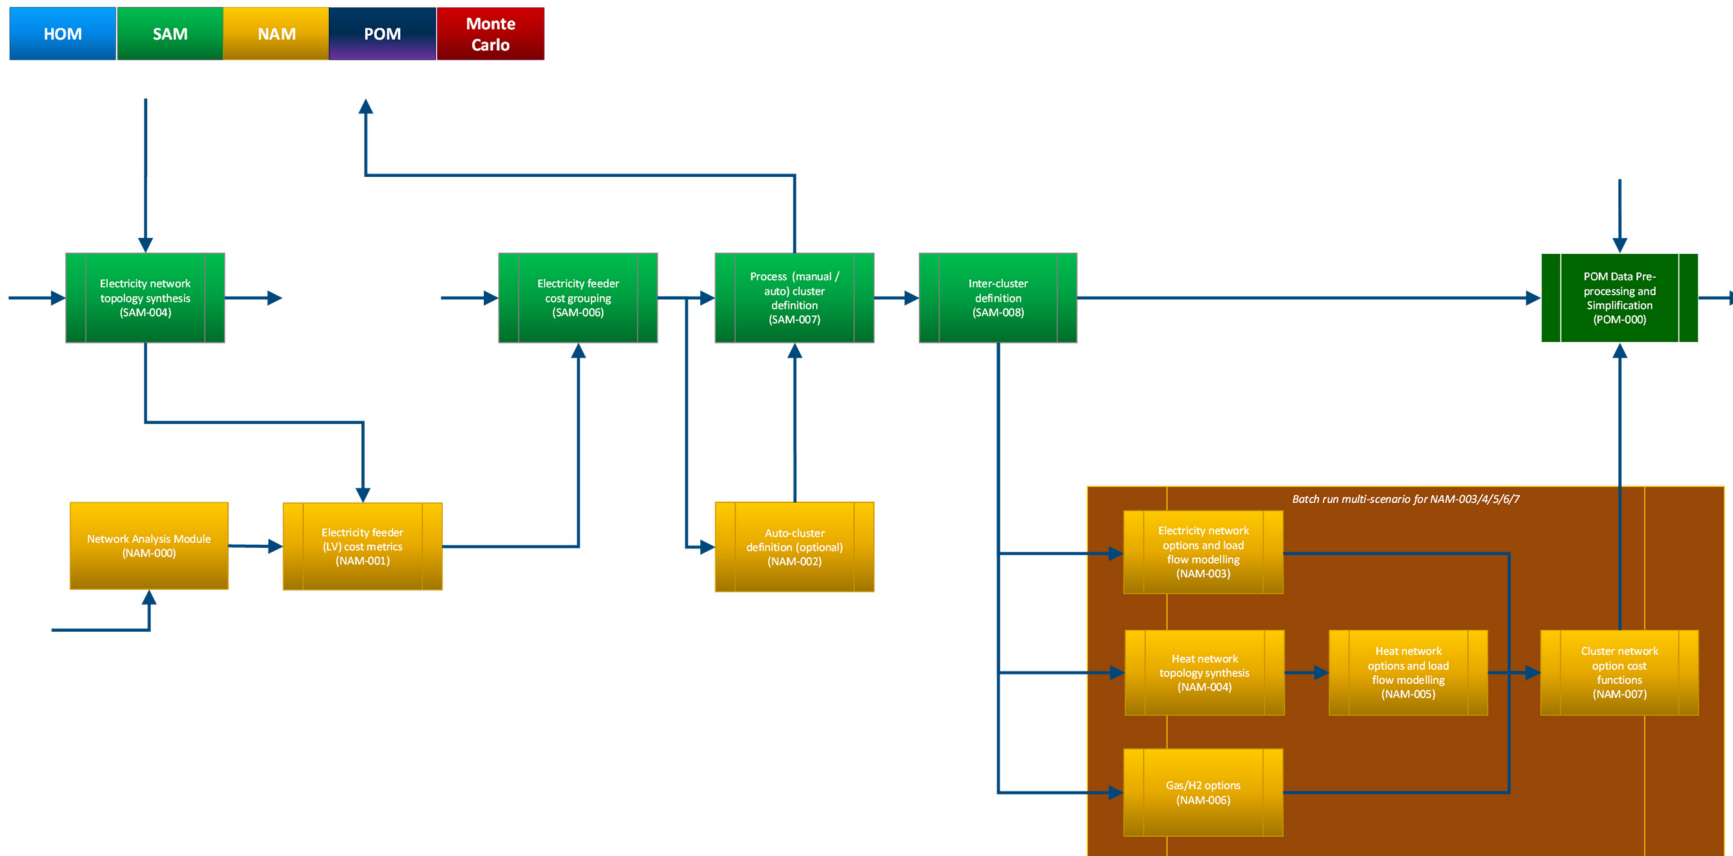 HOM
SAM
NAM
POM
Monte
Carlo
Electricity network
topology synthesis
(SAM-004)
Electricity feeder
cost grouping
(SAM-006)
Process (manual /
auto) cluster
definition
(SAM-007)
Inter-cluster
definition
(SAM-008)
POM Data Pre-
processing and
Simplification
(POM-000)
Network Analysis Module
(NAM-000)
Electricity feeder
(LV) cost metrics
(NAM-001)
Auto-cluster
definition (optional)
(NAM-002)
Batch run multi-scenario for NAM-003/4/5/6/7
Electricity network
options and load
flow modelling
(NAM-003)
Heat network
topology synthesis
(NAM-004)
Heat network
options and load
flow modelling
(NAM-005)
Cluster network
option cost
functions
(NAM-007)
Gas/H2 options
(NAM-006)